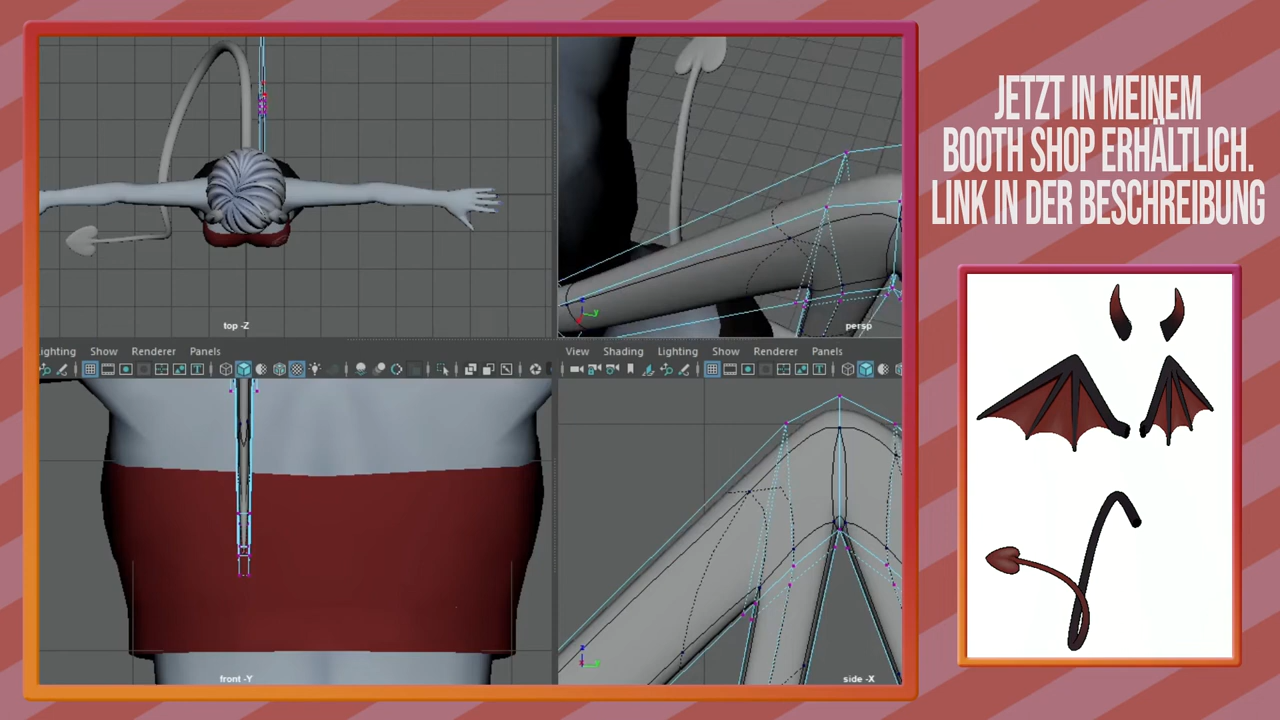 JETZT IN MEINEM
BOOTH SHOP ERHÄLTLICH.
LINK IN DER BESCHREIBUNG
top -Z
persp
ighting Show Renderer Panels
View Shading Lighting Show Renderer Panels
front -Y
side -X